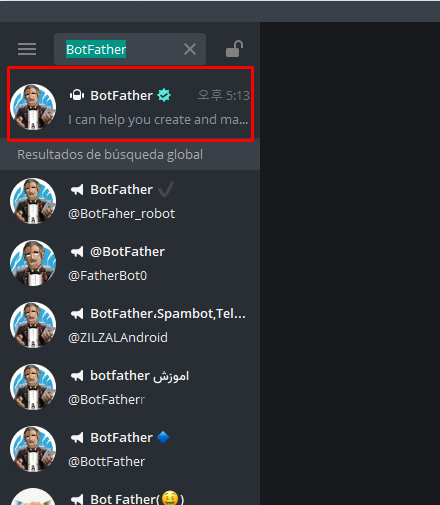 BotFather
BotFather 오후 5:13
I can help you create and ma...
Resultados de búsqueda global
BotFather
@BotFaher_robot
@BotFather
@FatherBot0
BotFather.Spambot,Tel...
@ZILZALAndroid
botfather اموزش
@BotFatherr
BotFather
@BottFather
Bot Father(🤑)